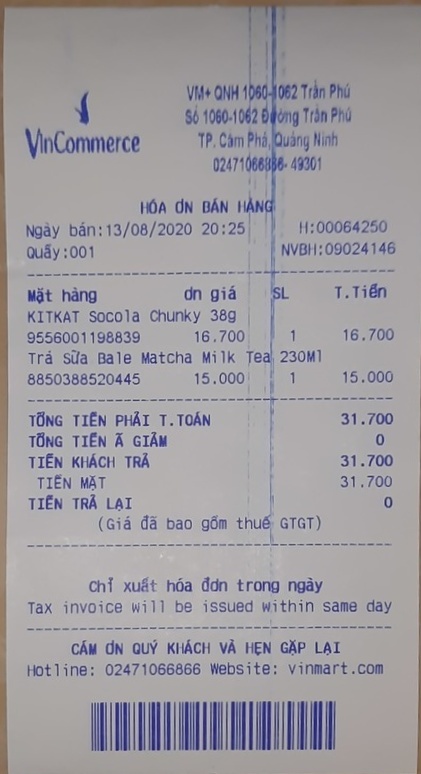 VinCommerce
VM+ QNH 1060-1062 Trần Phú
Số 1060-1062 Đường Trần Phú
TP. Cẩm Phả, Quảng Ninh
02471066866- 49301
HÓA ƠN BÁN HÀNG
Ngày bán:13/08/2020 20:25 H:00064250
Quầy:001 NVBH:09024146
Mặt hàng ơn giá SL T.Tiền
KITKAT Socola Chunky 38g
9556001198839 16.700 1 16.700
Trà Sữa Bale Matcha Milk Tea 230Ml
8850388520445 15.000 1 15.000
TỔNG TIỀN PHẢI T.TOÁN 31.700
TỔNG TIỀN Ã GIẢM 0
TIỀN KHÁCH TRẢ 31.700
TIỀN MẶT 31.700
TIỀN TRẢ LẠI 0
(Giá đã bao gồm thuế GTGT)
Chỉ xuất hóa đơn trong ngày
Tax invoice will be issued within same day
CẢM ƠN QUÝ KHÁCH VÀ HẸN GẶP LẠI
Hotline: 02471066866 Website: vinmart.com